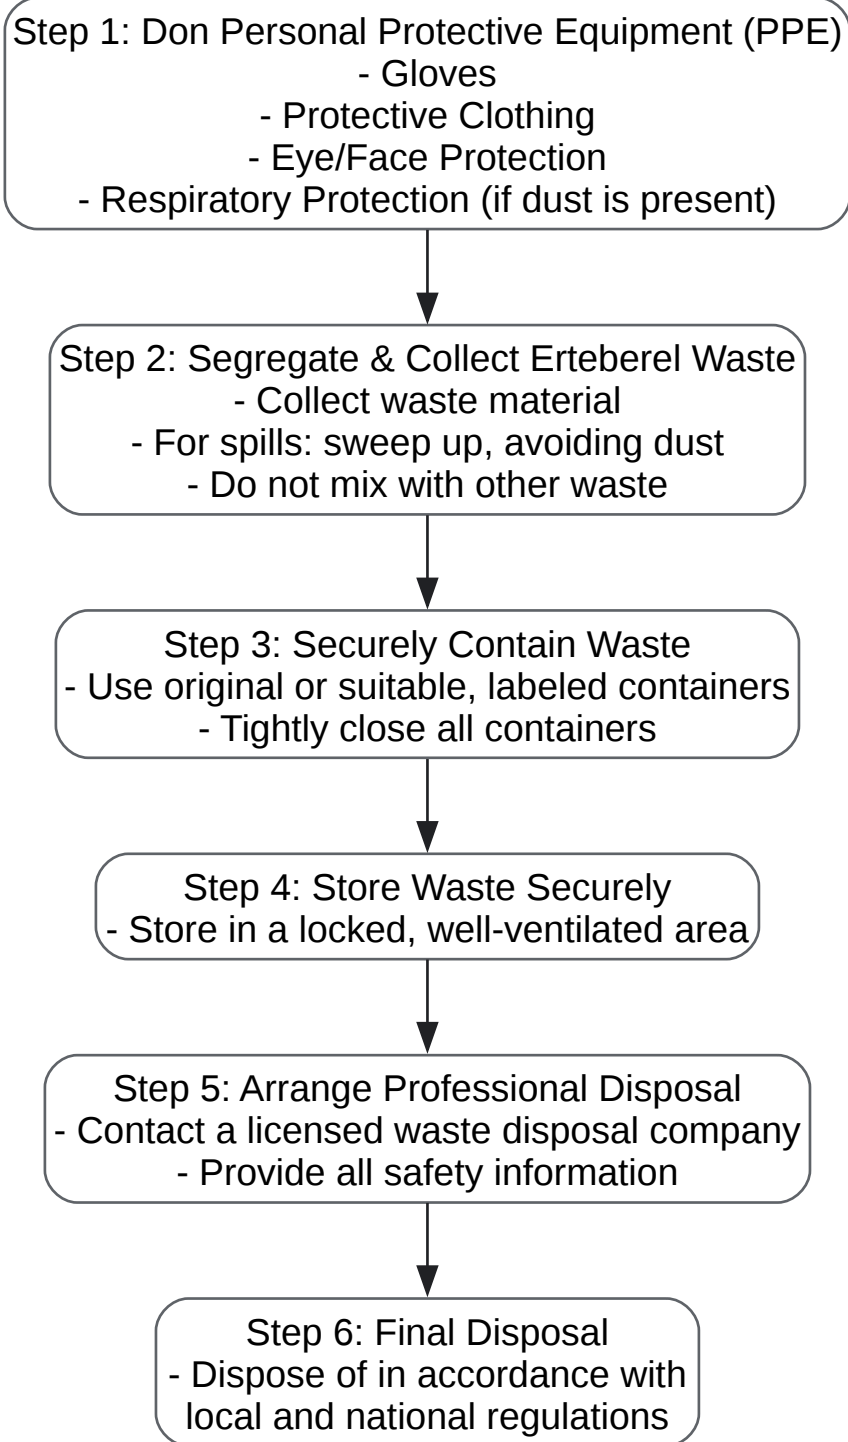 Step 1: Don Personal Protective Equipment (PPE)
- Gloves
- Protective Clothing
- Eye/Face Protection
- Respiratory Protection (if dust is present)
Step 2: Segregate & Collect Erteberel Waste
- Collect waste material
- For spills: sweep up, avoiding dust
- Do not mix with other waste
Step 3: Securely Contain Waste
- Use original or suitable, labeled containers
- Tightly close all containers
Step 4: Store Waste Securely
- Store in a locked, well-ventilated area
Step 5: Arrange Professional Disposal
- Contact a licensed waste disposal company
- Provide all safety information
Step 6: Final Disposal
- Dispose of in accordance with
local and national regulations